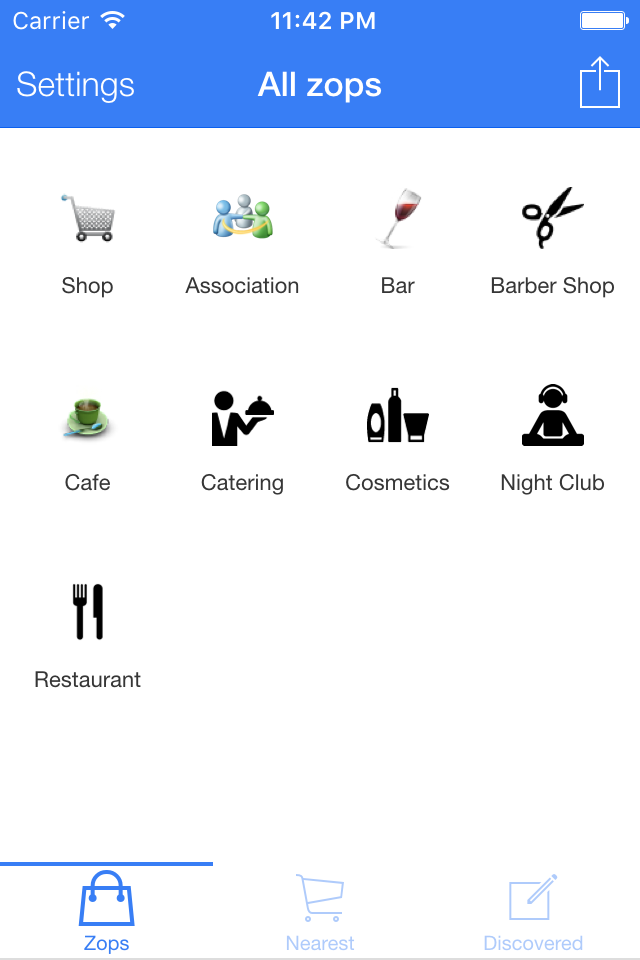 Carrier 11:42 PM
Settings All zops
Shop Association Bar Barber Shop
Cafe Catering Cosmetics Night Club
Restaurant
Zops Nearest Discovered